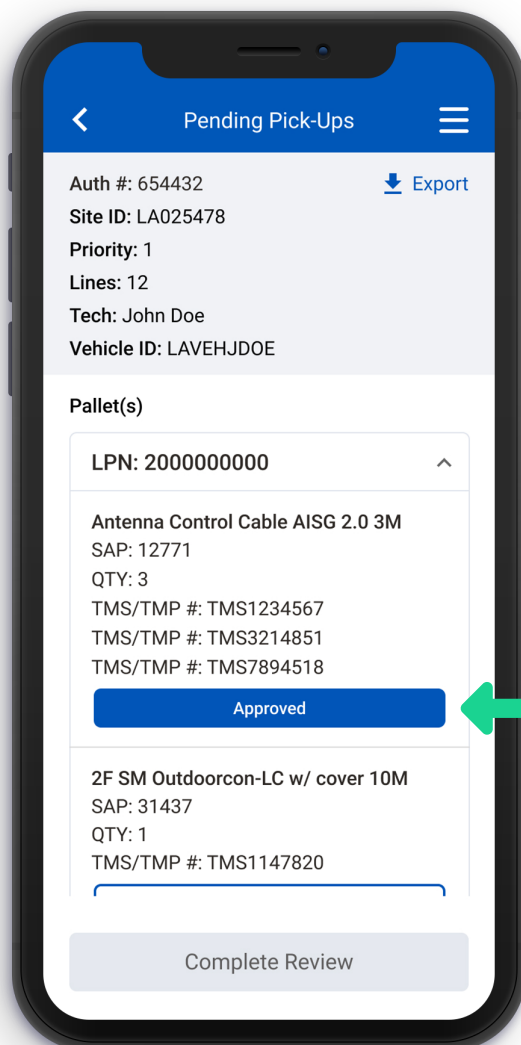 Pending Pick-Ups
Auth #: 654432
Export
Site ID: LA025478
Priority: 1
Lines: 12
Tech: John Doe
Vehicle ID: LAVEHJDOE
Pallet(s)
LPN: 2000000000
Antenna Control Cable AISG 2.0 3M
SAP: 12771
QTY: 3
TMS/TMP #: TMS1234567
TMS/TMP #: TMS3214851
TMS/TMP #: TMS7894518
Approved
2F SM Outdoorcon-LC w/ cover 10M
SAP: 31437
QTY: 1
TMS/TMP #: TMS1147820
Complete Review